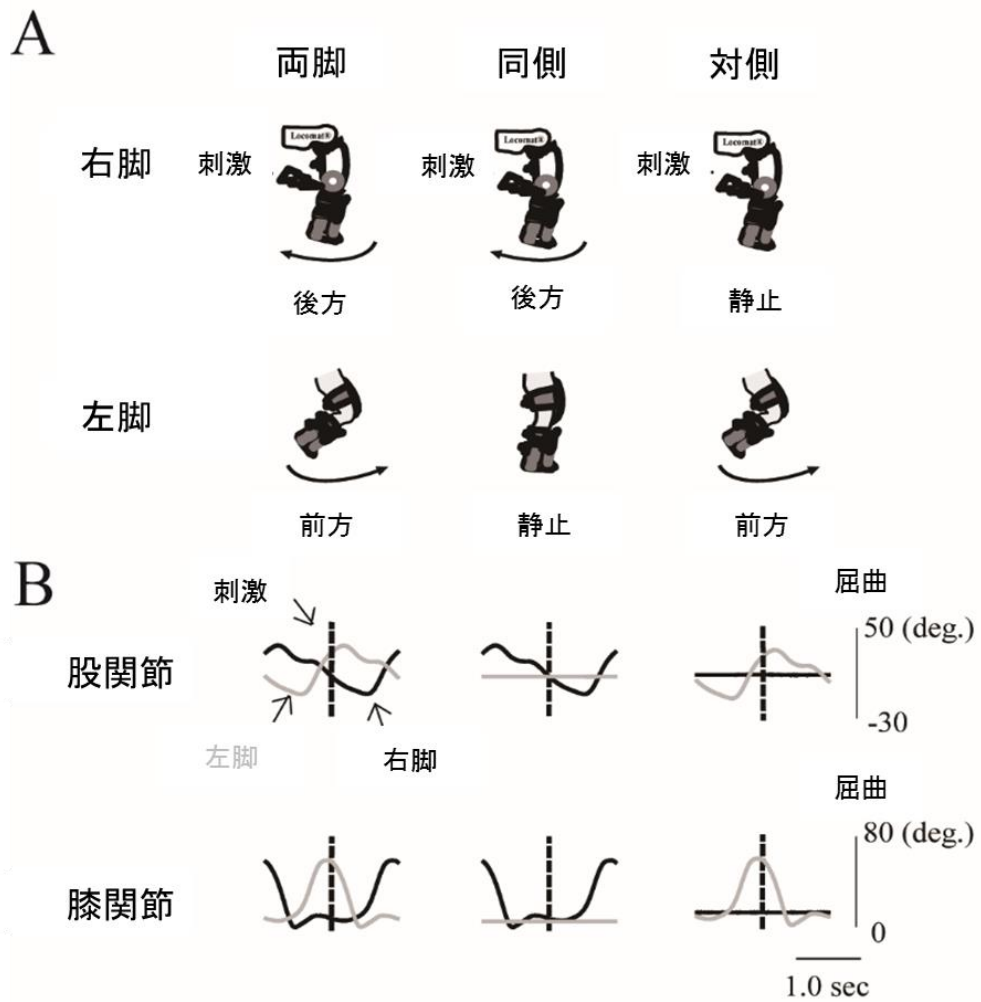 A
両脚 同側 対側
右脚 刺激 Locomat® 刺激 Locomat® 刺激 Locomat®
後方 後方 静止
左脚
前方 静止 前方
B
刺激 屈曲
股関節 50 (deg.)
-30
左脚 右脚
屈曲
膝関節 80 (deg.)
0
1.0 sec